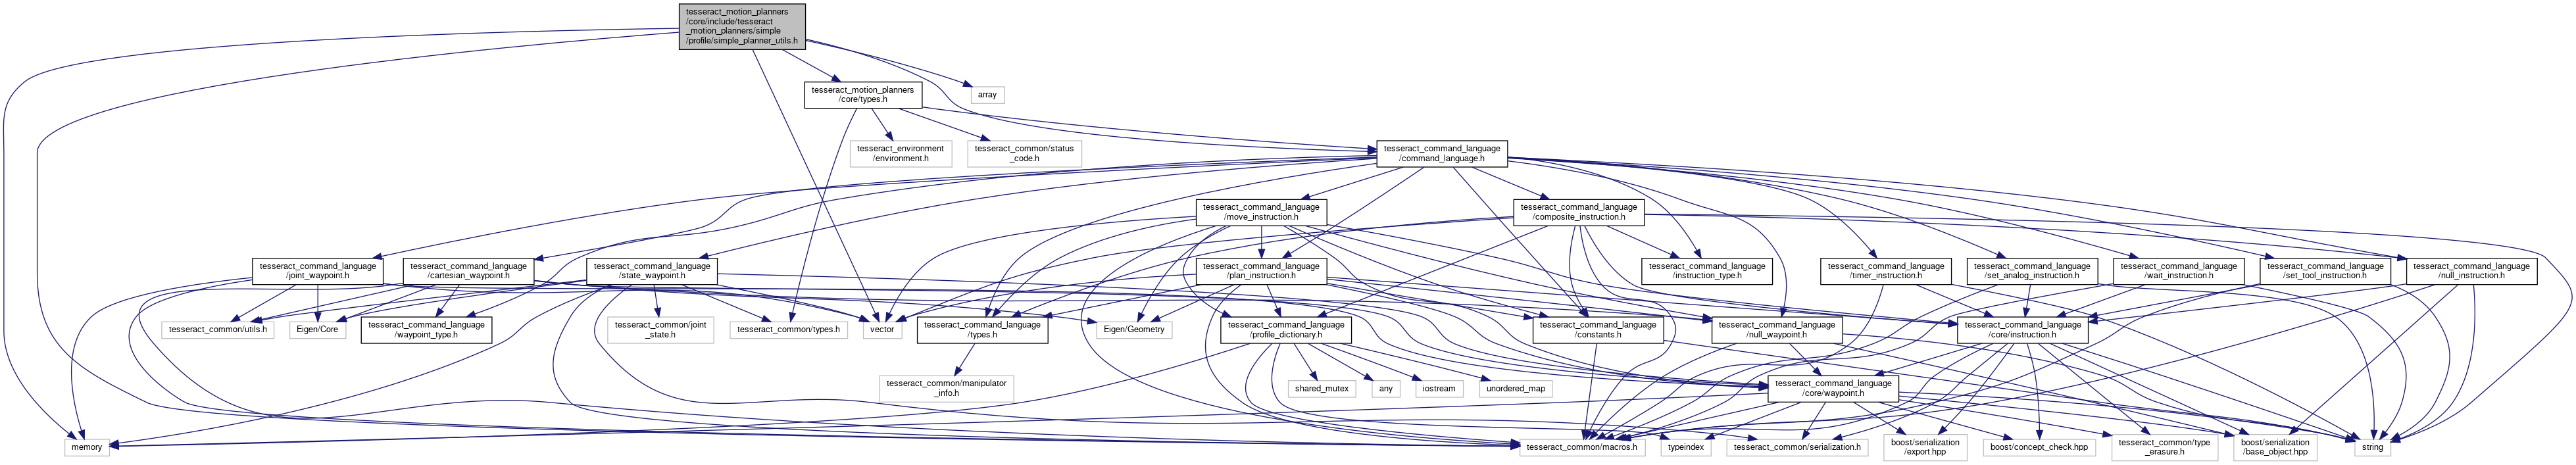 tesseract_motion_planners
/core/include/tesseract
_motion_planners/simple
/profile/simple_planner_utils.h
tesseract_motion_planners
/core/types.h
array
tesseract_environment
/environment.h
tesseract_common/status
_code.h
tesseract_command_language
/command_language.h
tesseract_command_language
/move_instruction.h
tesseract_command_language
/composite_instruction.h
tesseract_command_language
/joint_waypoint.h
tesseract_command_language
/cartesian_waypoint.h
tesseract_command_language
/state_waypoint.h
tesseract_command_language
/plan_instruction.h
tesseract_command_language
/instruction_type.h
tesseract_command_language
/timer_instruction.h
tesseract_command_language
/set_analog_instruction.h
tesseract_command_language
/wait_instruction.h
tesseract_command_language
/set_tool_instruction.h
tesseract_command_language
/null_instruction.h
tesseract_common/utils.h
Eigen/Core
tesseract_command_language
/waypoint_type.h
tesseract_common/joint
_state.h
tesseract_common/types.h
vector
tesseract_command_language
/types.h
Eigen/Geometry
tesseract_command_language
/profile_dictionary.h
tesseract_command_language
/constants.h
tesseract_command_language
/null_waypoint.h
tesseract_command_language
/core/instruction.h
tesseract_common/manipulator
_info.h
shared_mutex
any
iostream
unordered_map
tesseract_command_language
/core/waypoint.h
memory
tesseract_common/macros.h
typeindex
tesseract_common/serialization.h
boost/serialization
/export.hpp
boost/concept_check.hpp
tesseract_common/type
_erasure.h
boost/serialization
/base_object.hpp
string